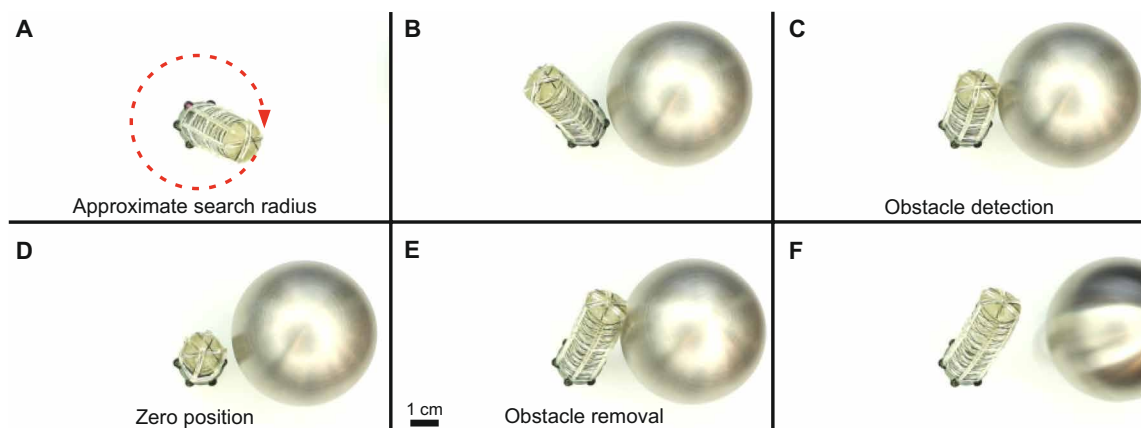 A
B
C
Approximate search radius
Obstacle detection
D
E
F
Zero position
1 cm
Obstacle removal